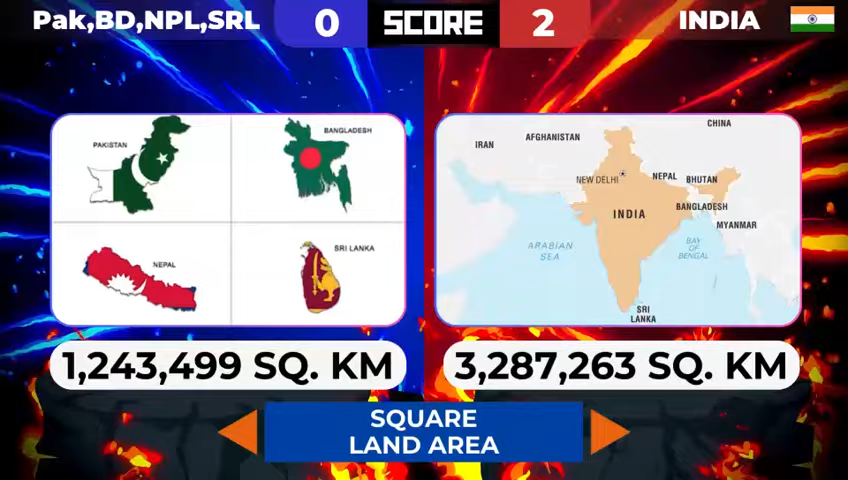 Pak,BD,NPL,SRL 0 SCORE 2 INDIA
PAKISTAN
BANGLADESH
NEPAL
SRI LANKA
CHINA
AFGHANISTAN
IRAN
NEW DELHI
NEPAL
BHUTAN
INDIA
BANGLADESH
MYANMAR
ARABIAN
SEA
BAY
OF
BENGAL
SRI
LANKA
1,243,499 SQ. KM
3,287,263 SQ. KM
SQUARE
LAND AREA